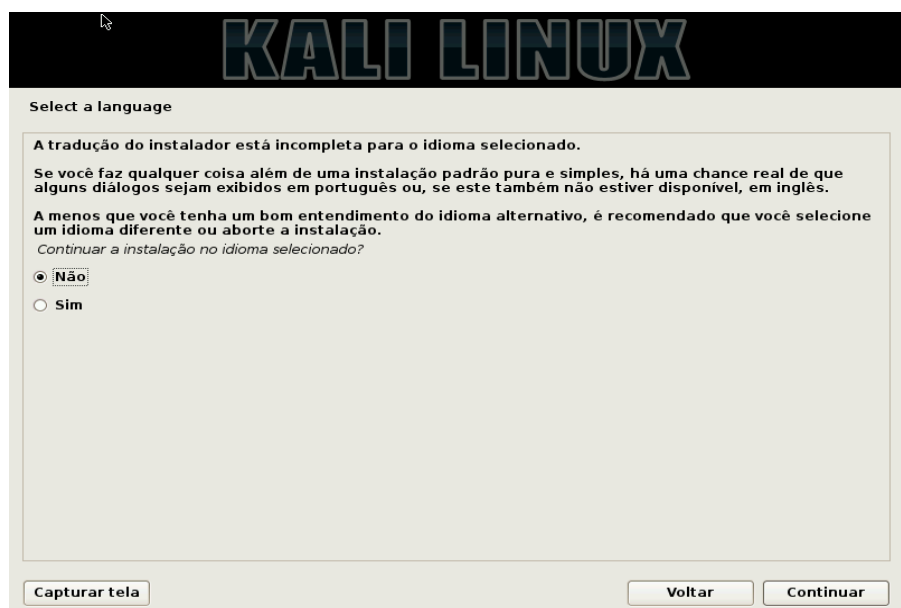 KALI LINUX
Select a language
A tradução do instalador está incompleta para o idioma selecionado.
Se você faz qualquer coisa além de uma instalação padrão pura e simples, há uma chance real de que
alguns diálogos sejam exibidos em português ou, se este também não estiver disponível, em inglês.
A menos que você tenha um bom entendimento do idioma alternativo, é recomendado que você selecione
um idioma diferente ou aborte a instalação.
Continuar a instalação no idioma selecionado?
Não
Sim
Capturar tela
Voltar
Continuar